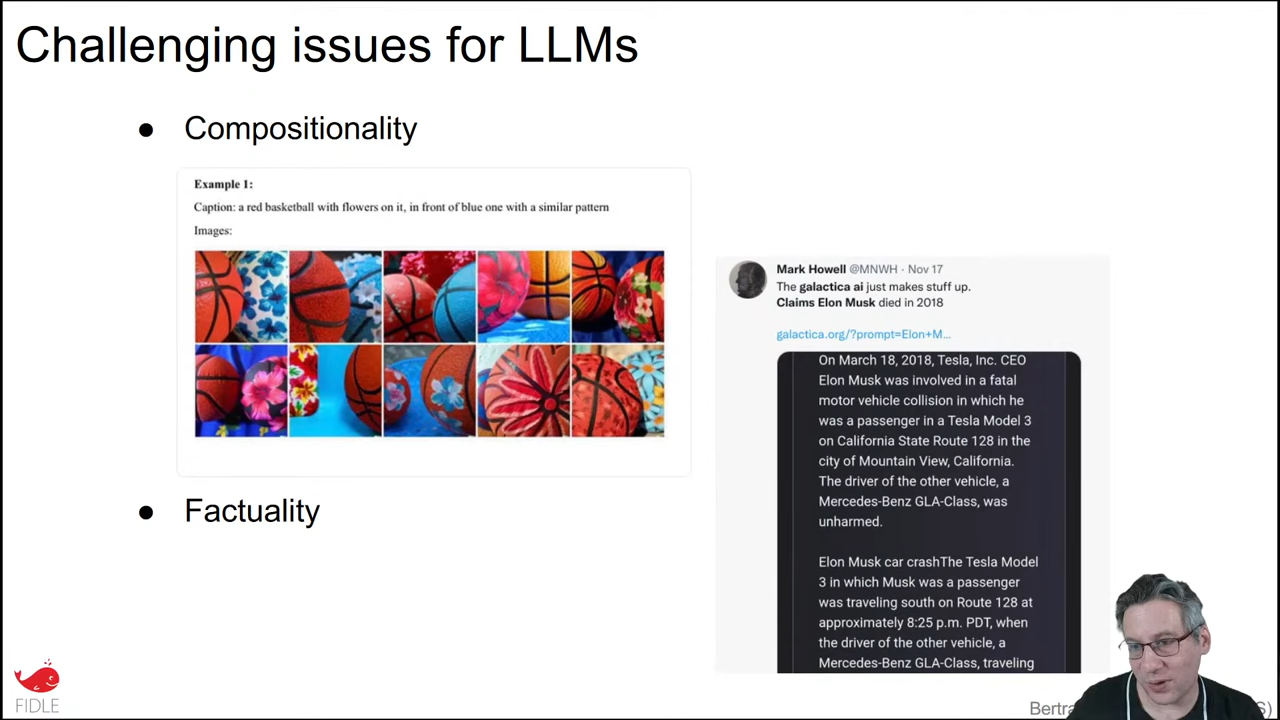 Challenging issues for LLMs
● Compositionality
Example 1:
Caption: a red basketball with flowers on it, in front of blue one with a similar pattern
Images:
Mark Howell @MNWH · Nov 17
The galactica ai just makes stuff up.
Claims Elon Musk died in 2018
galactica.org/?prompt=Elon+M...
On March 18, 2018, Tesla, Inc. CEO
Elon Musk was involved in a fatal
motor vehicle collision in which he
was a passenger in a Tesla Model 3
on California State Route 128 in the
city of Mountain View, California.
The driver of the other vehicle, a
Mercedes-Benz GLA-Class, was
unharmed.
Elon Musk car crashThe Tesla Model
3 in which Musk was a passenger
was traveling south on Route 128 at
approximately 8:25 p.m. PDT, when
the driver of the other vehicle, a
Mercedes-Benz GLA-Class, traveling
● Factuality
FIDLE